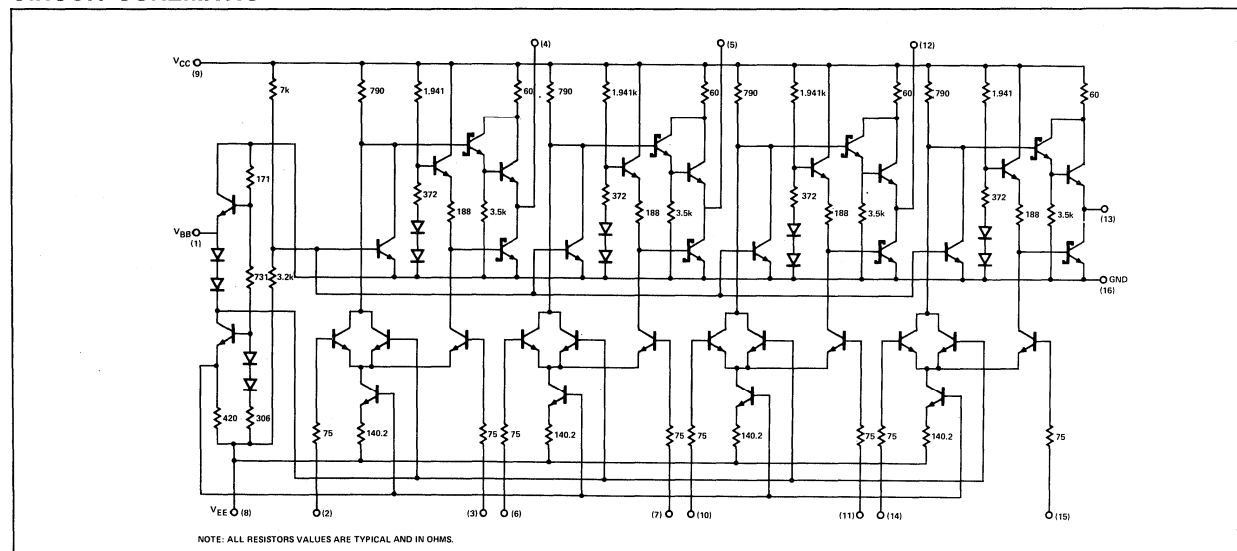 (4) (5) (12)
VCC
(9)
7k 790 1.941 60 790 1.941k 60 790 1.941k 60 790 1.941k 60
171
372 188 3.5k 372 188 3.5k 372 188 3.5k 372 188 3.5k
(13)
VBB
(1)
731 3.2k
GND
(16)
420 306 75 140.2 75 75 140.2 75 75 140.2 75 75 140.2 75
VEE (8) (2) (3) (6) (7) (10) (11) (14) (15)
NOTE: ALL RESISTORS VALUES ARE TYPICAL AND IN OHMS.